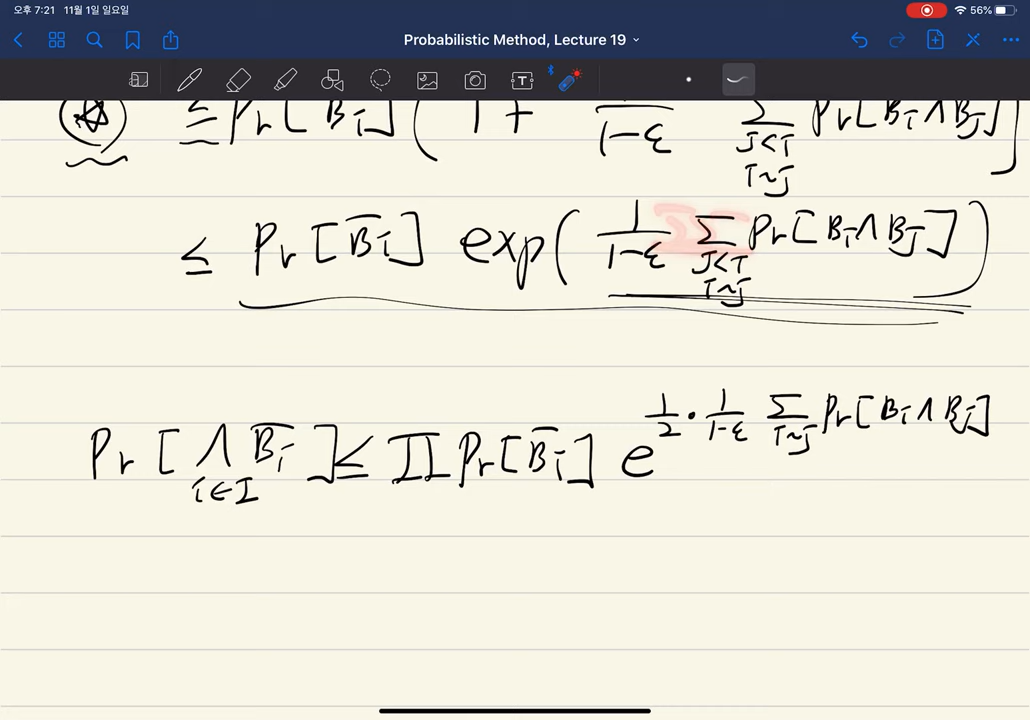 오후 7:21 11월 1일 일요일 56%
Probabilistic Method, Lecture 19
T
≤ Pr[B̅i] (1 + 1/(1-ε) Σ_{j<i, i~j} Pr[Bi∧Bj]
≤ Pr[B̅i] exp( 1/(1-ε) Σ_{j<i, i~j} Pr[Bi∧Bj] )
Pr[ ∧_{i∈I} B̅i ] ≤ ∏ Pr[B̅i] e^{1/2 · 1/(1-ε) Σ_{i~j} Pr[Bi∧Bj]}